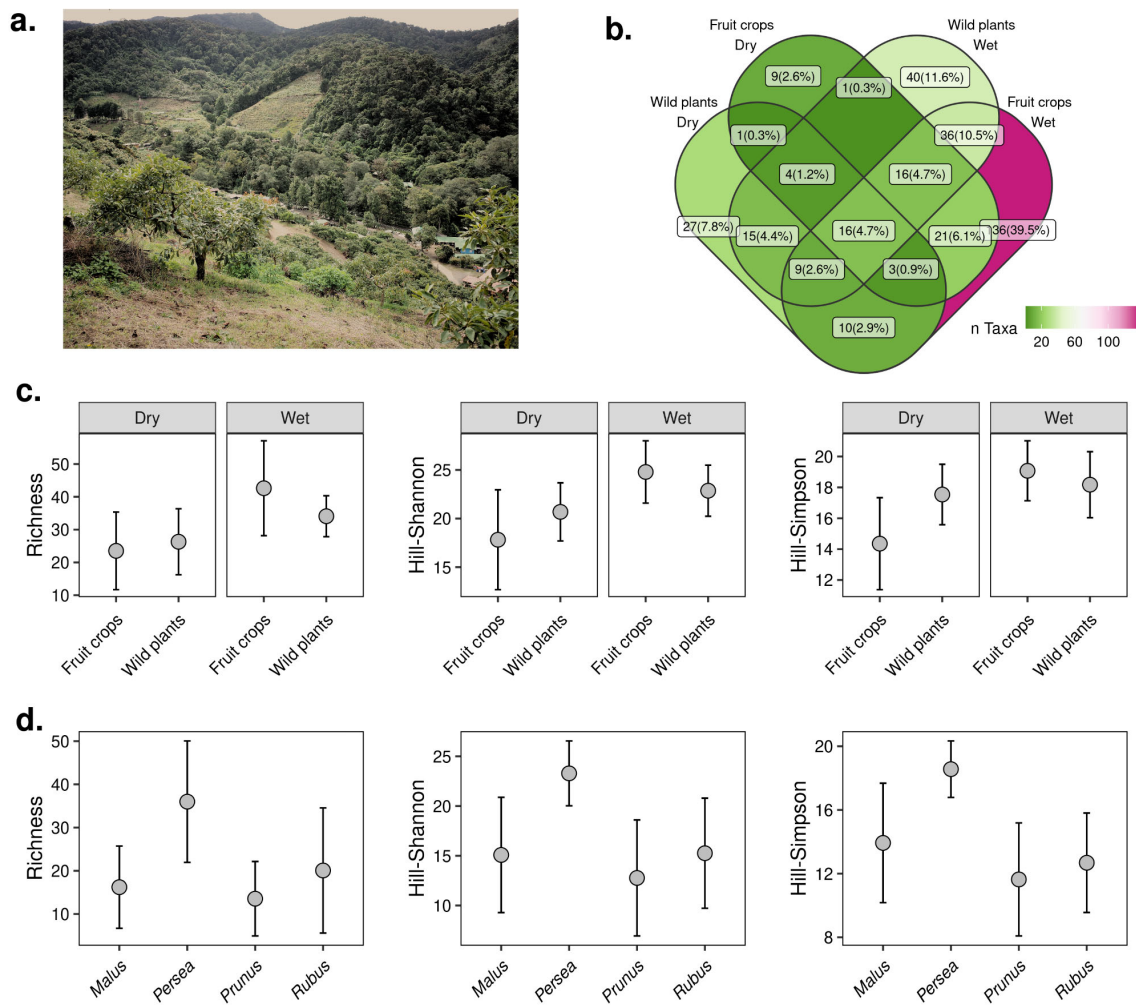 a.
b.
Fruit crops
Dry
Wild plants
Wet
Wild plants
Dry
Fruit crops
Wet
9(2.6%)
1(0.3%)
40(11.6%)
1(0.3%)
36(10.5%)
4(1.2%)
16(4.7%)
27(7.8%)
15(4.4%)
16(4.7%)
21(6.1%)
36(39.5%)
9(2.6%)
3(0.9%)
10(2.9%)
n Taxa
20 60 100
c.
Dry Wet
Richness
50
40
30
20
10
Fruit crops Wild plants Fruit crops Wild plants
Dry Wet
Hill-Shannon
25
20
15
Fruit crops Wild plants Fruit crops Wild plants
Dry Wet
Hill-Simpson
20
18
16
14
12
Fruit crops Wild plants Fruit crops Wild plants
d.
Richness
50
40
30
20
10
Malus Persea Prunus Rubus
Hill-Shannon
25
20
15
10
Malus Persea Prunus Rubus
Hill-Simpson
20
16
12
8
Malus Persea Prunus Rubus